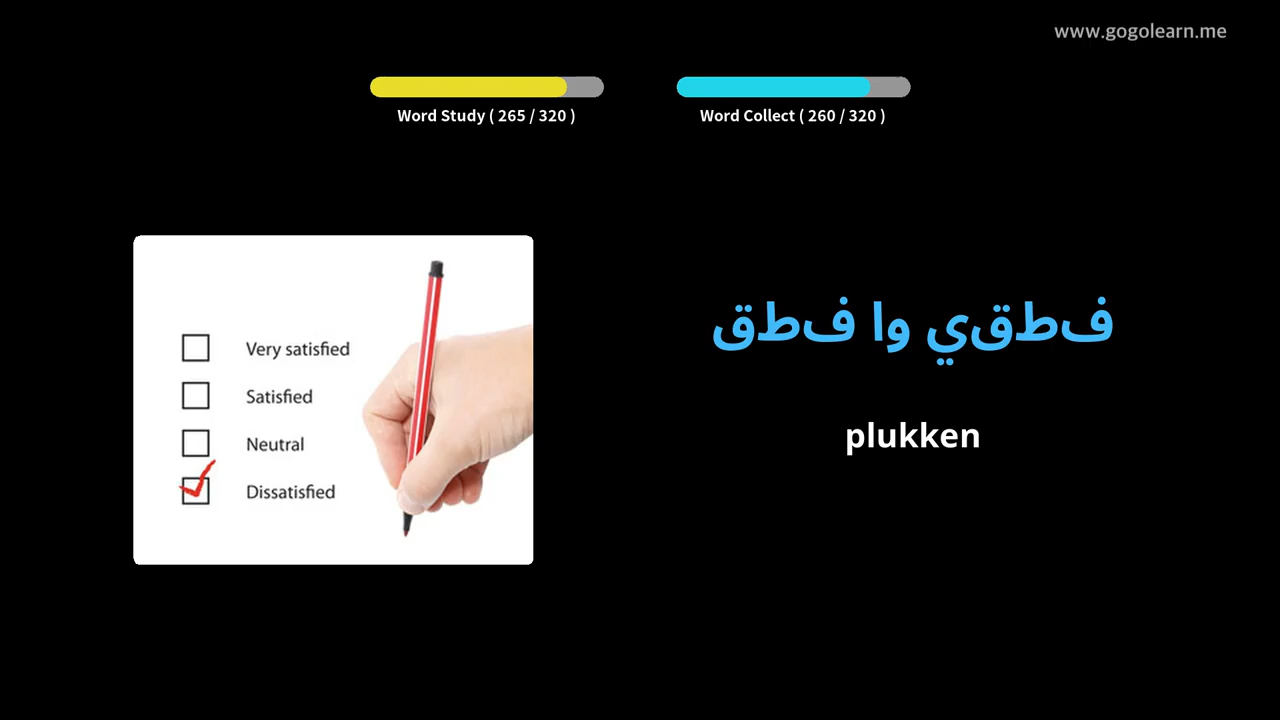 www.gogolearn.me
Word Study ( 265 / 320 )
Word Collect ( 260 / 320 )
Very satisfied
Satisfied
Neutral
Dissatisfied
فطقي وا فطق
plukken